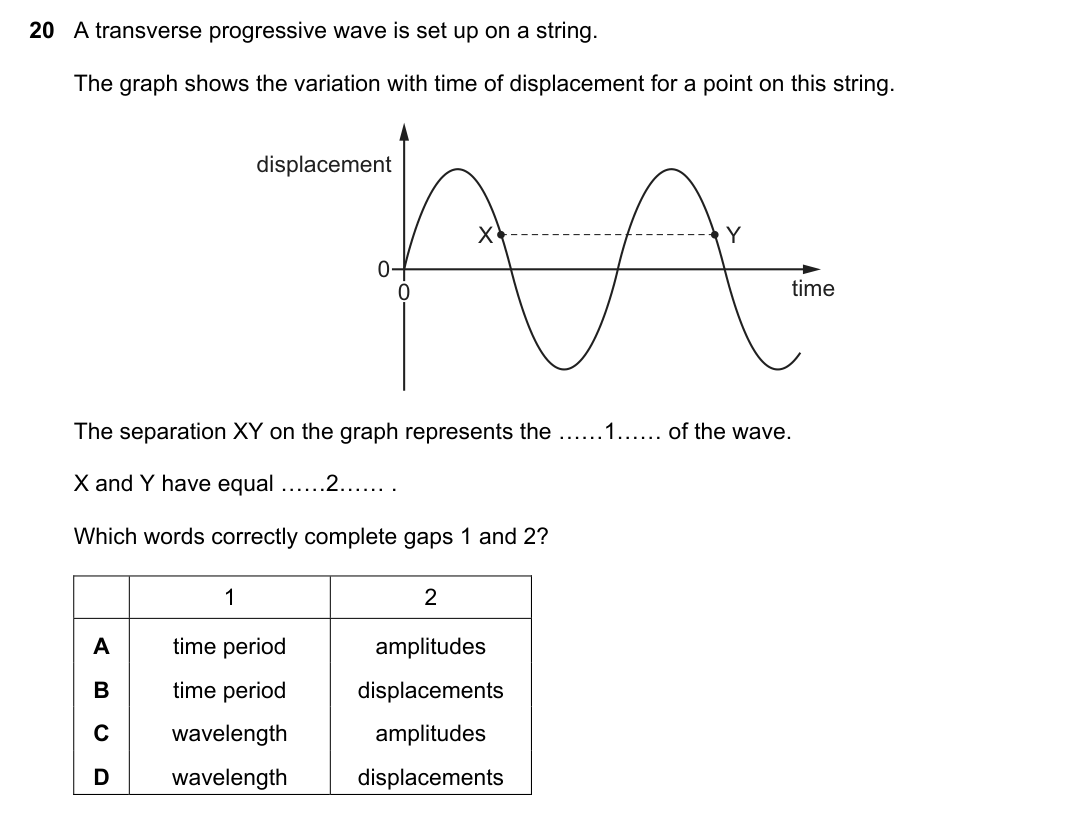 20 A transverse progressive wave is set up on a string.
The graph shows the variation with time of displacement for a point on this string.
displacement
X
Y
0
0
time
The separation XY on the graph represents the ......1...... of the wave.
X and Y have equal ......2...... .
Which words correctly complete gaps 1 and 2?
1 2
A time period amplitudes
B time period displacements
C wavelength amplitudes
D wavelength displacements